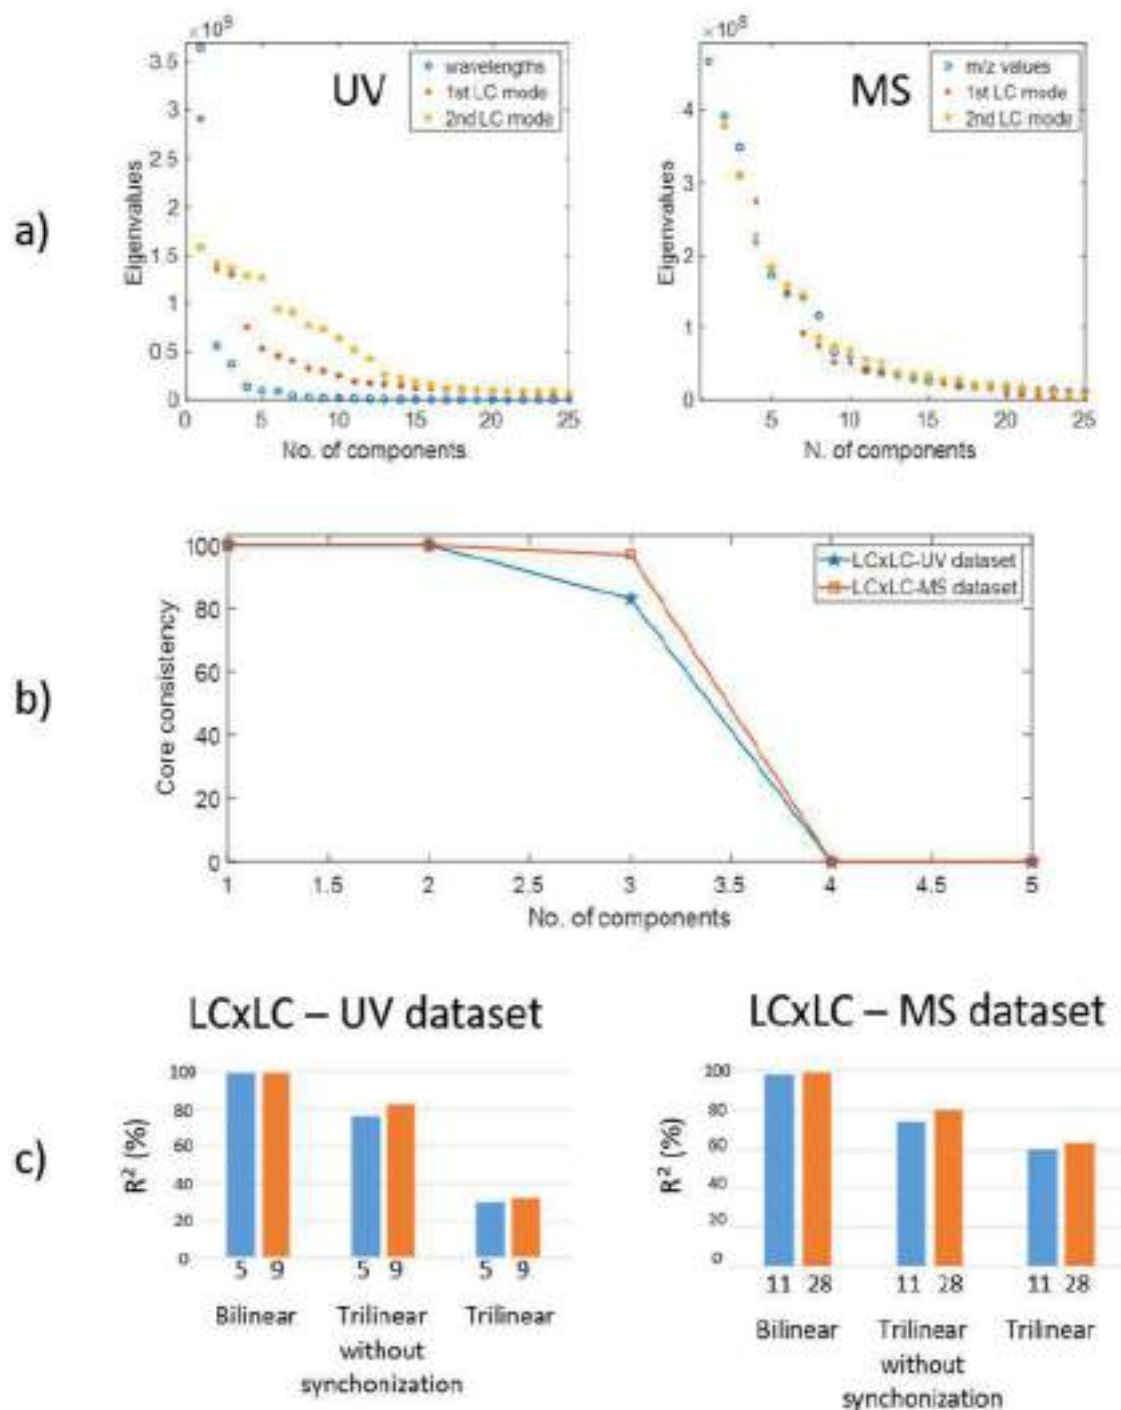 a)
×10⁹
UV
wavelengths
1st LC mode
2nd LC mode
Eigenvalues
3.5
3
2.5
2
1.5
1
0.5
0
0 5 10 15 20 25
No. of components
×10⁸
MS
m/z values
1st LC mode
2nd LC mode
Eigenvalues
4
3
2
1
0
5 10 15 20 25
N. of components
b)
LCxLC-UV dataset
LCxLC-MS dataset
Core consistency
100
80
60
40
20
0
1 1.5 2 2.5 3 3.5 4 4.5 5
No. of components
c)
LCxLC – UV dataset
R² (%)
100
80
60
40
20
0
5 9 5 9 5 9
Bilinear Trilinear Trilinear
without
synchonization
LCxLC – MS dataset
R² (%)
100
80
60
40
20
0
11 28 11 28 11 28
Bilinear Trilinear Trilinear
without
synchonization